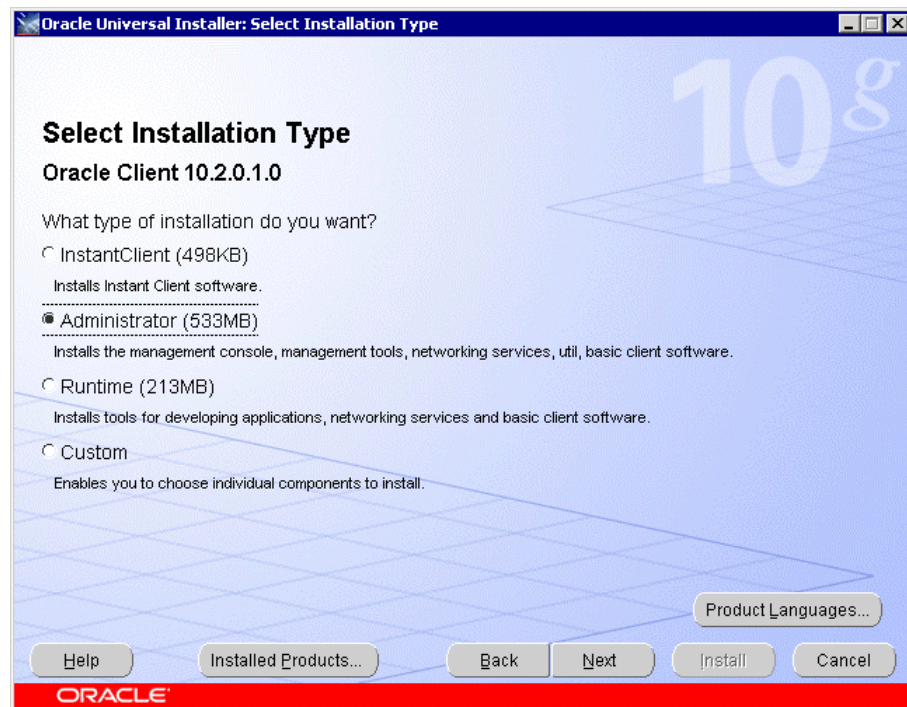 Oracle Universal Installer: Select Installation Type
10g
Select Installation Type
Oracle Client 10.2.0.1.0
What type of installation do you want?
InstantClient (498KB)
Installs Instant Client software.
Administrator (533MB)
Installs the management console, management tools, networking services, util, basic client software.
Runtime (213MB)
Installs tools for developing applications, networking services and basic client software.
Custom
Enables you to choose individual components to install.
Product Languages...
Help Installed Products... Back Next Install Cancel
ORACLE